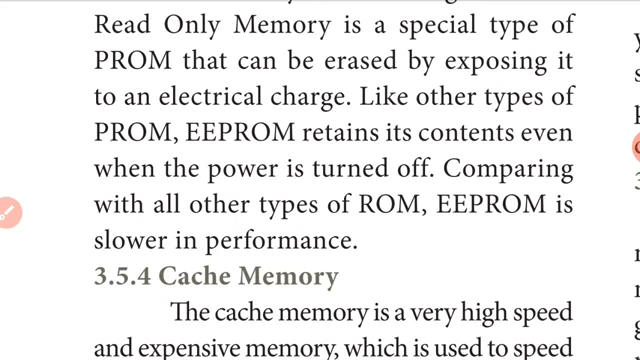 Read Only Memory is a special type of
PROM that can be erased by exposing it
to an electrical charge. Like other types of
PROM, EEPROM retains its contents even
when the power is turned off. Comparing
with all other types of ROM, EEPROM is
slower in performance.
3.5.4 Cache Memory
The cache memory is a very high speed
and expensive memory, which is used to speed